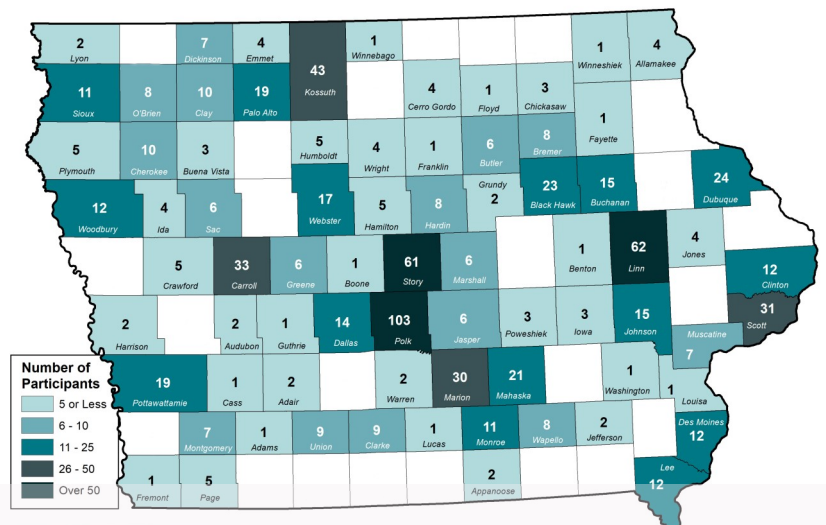 2
Lyon
7
Dickinson
4
Emmet
43
Kossuth
1
Winnebago
1
Winneshiek
4
Allamakee
11
Sioux
8
O'Brien
10
Clay
19
Palo Alto
4
Cerro Gordo
1
Floyd
3
Chickasaw
1
Fayette
5
Plymouth
10
Cherokee
3
Buena Vista
5
Humboldt
4
Wright
1
Franklin
6
Butler
8
Bremer
12
Woodbury
4
Ida
6
Sac
17
Webster
5
Hamilton
8
Hardin
Grundy
2
23
Black Hawk
15
Buchanan
24
Dubuque
5
Crawford
33
Carroll
6
Greene
1
Boone
61
Story
6
Marshall
1
Benton
62
Linn
4
Jones
12
Clinton
2
Harrison
2
Audubon
1
Guthrie
14
Dallas
103
Polk
6
Jasper
3
Poweshiek
3
Iowa
15
Johnson
31
Scott
Muscatine
7
19
Pottawattamie
1
Cass
2
Adair
2
Warren
30
Marion
21
Mahaska
1
Washington
1
Louisa
7
Montgomery
1
Adams
9
Union
9
Clarke
1
Lucas
11
Monroe
8
Wapello
2
Jefferson
Des Moines
12
1
Fremont
5
Page
2
Appanoose
Lee
12
Number of
Participants
5 or Less
6 - 10
11 - 25
26 - 50
Over 50